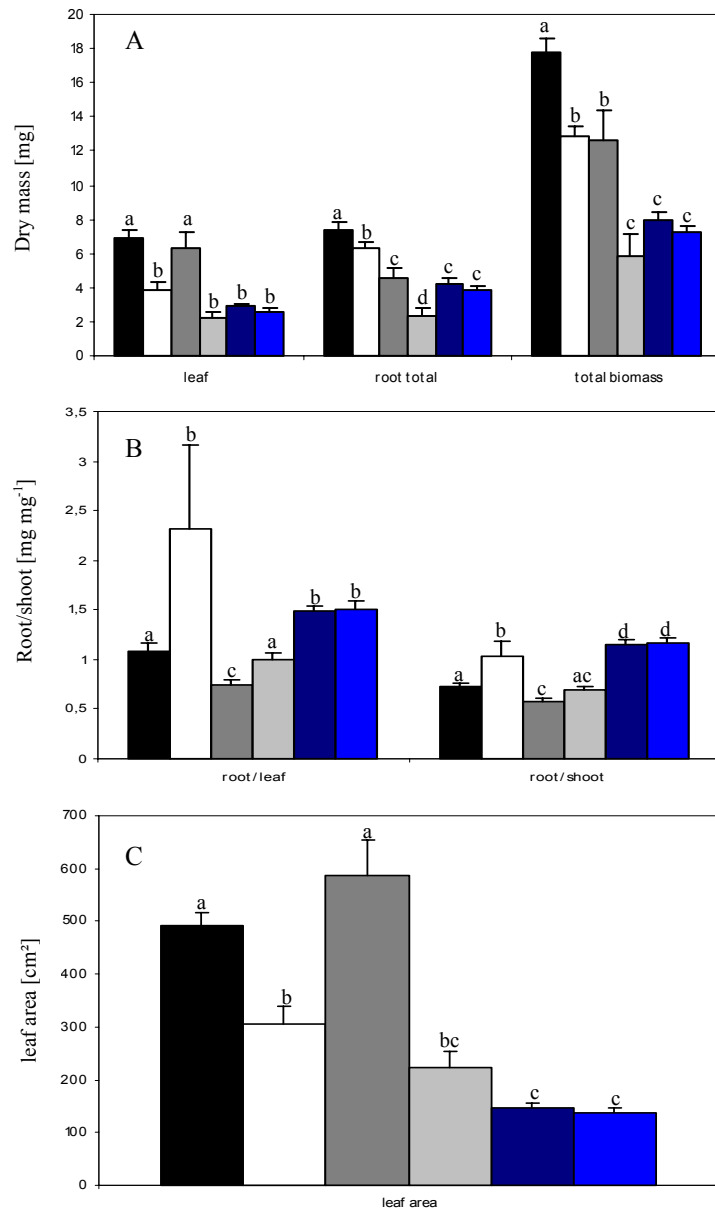 A
Dry mass [mg]
20
18
16
14
12
10
8
6
4
2
0
a b a b b b
a b c d c c
a b b c c c
leaf root total total biomass
B
Root/shoot [mg mg⁻¹]
3,5
3
2,5
2
1,5
1
0,5
0
a b c a b b
a b c ac d d
root/leaf root/shoot
C
leaf area [cm²]
700
600
500
400
300
200
100
0
a b a bc c c
leaf area